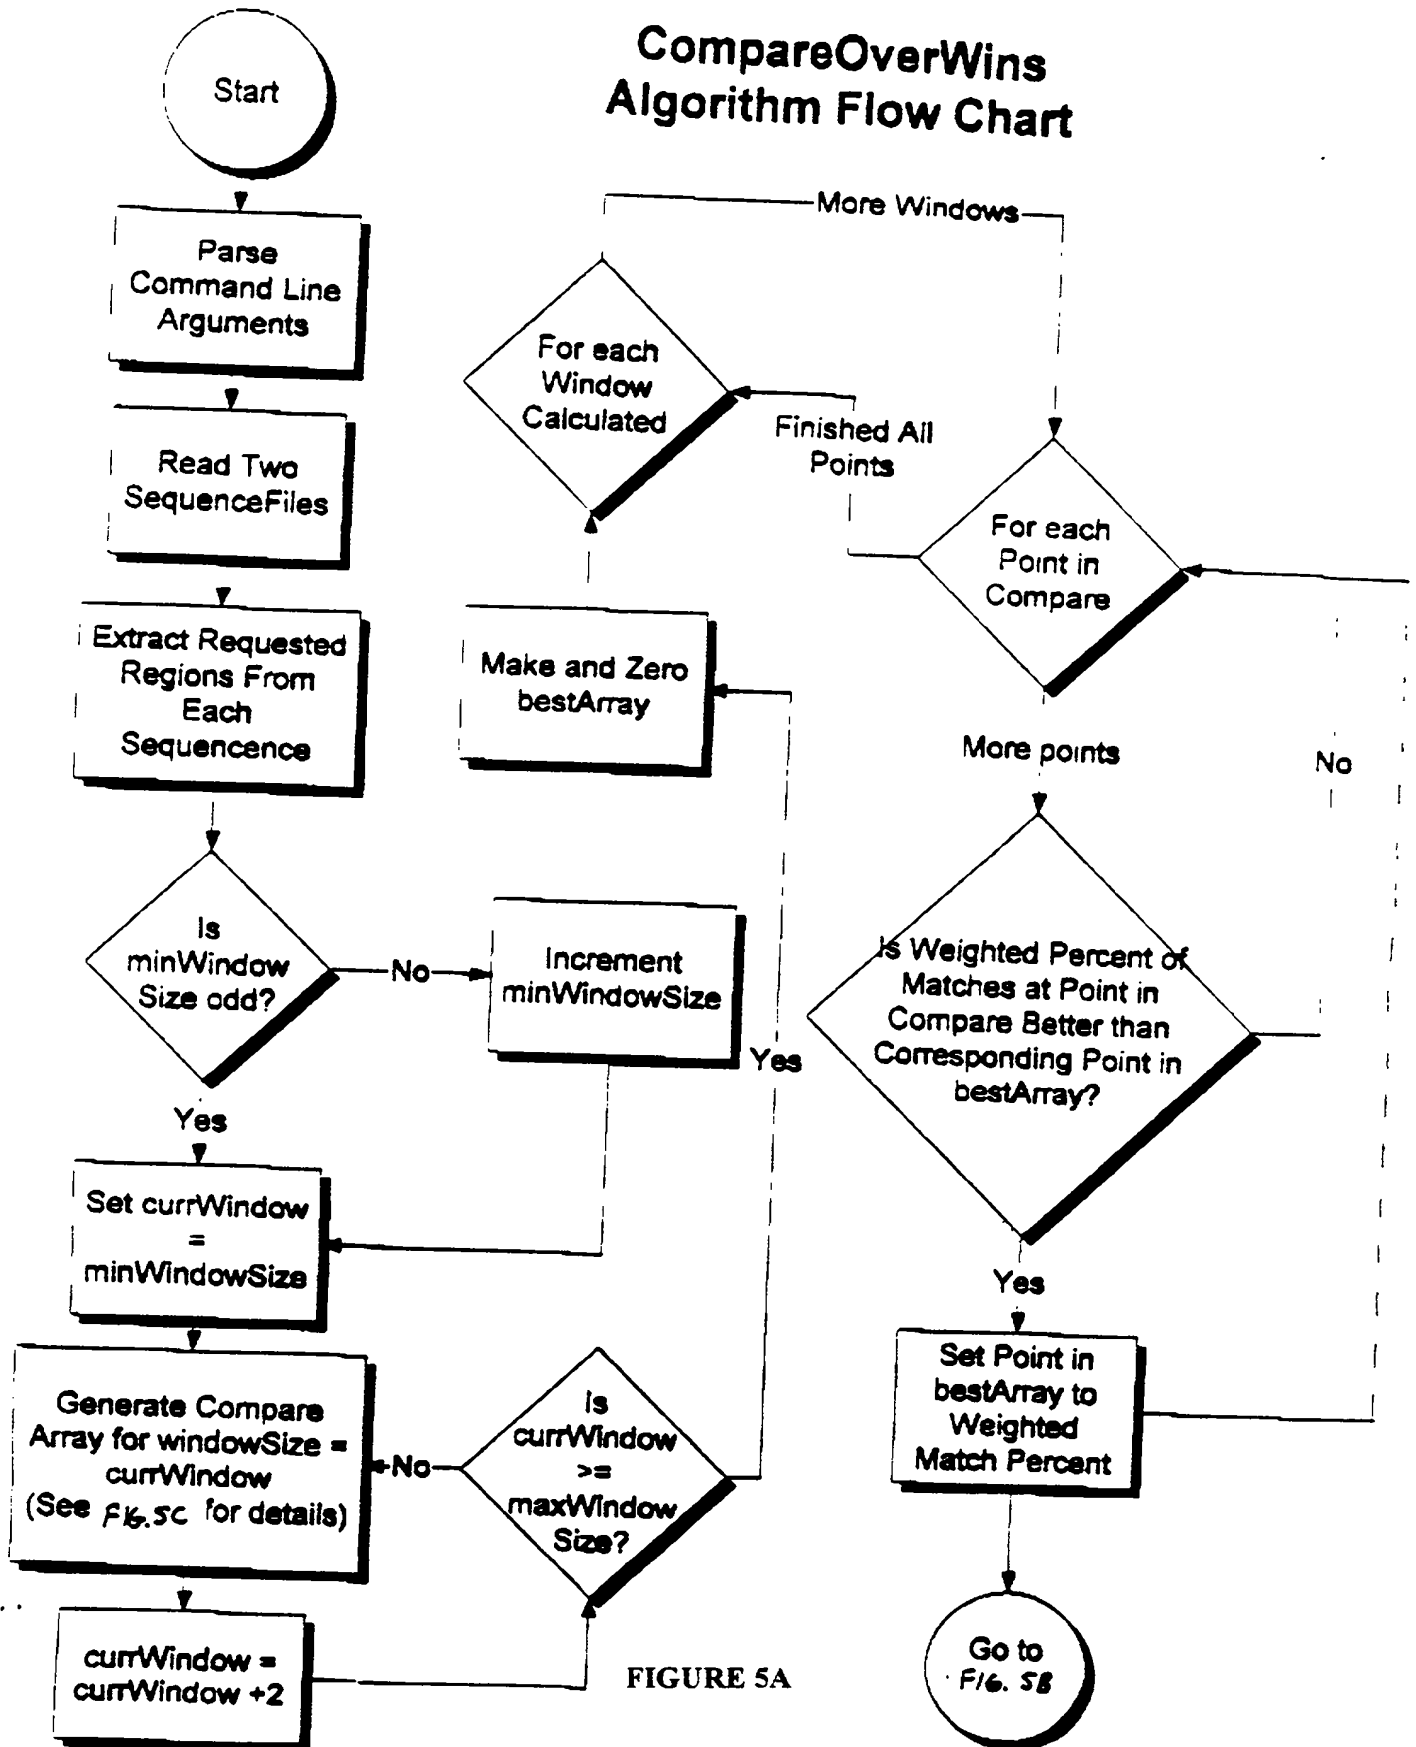 CompareOverWins
Algorithm Flow Chart
Start
Parse
Command Line
Arguments
Read Two
SequenceFiles
Extract Requested
Regions From
Each
Sequencence
Is
minWindow
Size odd?
No
Increment
minWindowSize
Yes
Set currWindow
=
minWindowSize
Generate Compare
Array for windowSize =
currWindow
(See FIG. 5C for details)
currWindow =
currWindow +2
Is
currWindow
>=
maxWindow
Size?
No
Yes
Make and Zero
bestArray
For each
Window
Calculated
More Windows
Finished All
Points
For each
Point in
Compare
More points
No
Is Weighted Percent of
Matches at Point in
Compare Better than
Corresponding Point in
bestArray?
Yes
Set Point in
bestArray to
Weighted
Match Percent
Go to
FIG. 5B
FIGURE 5A